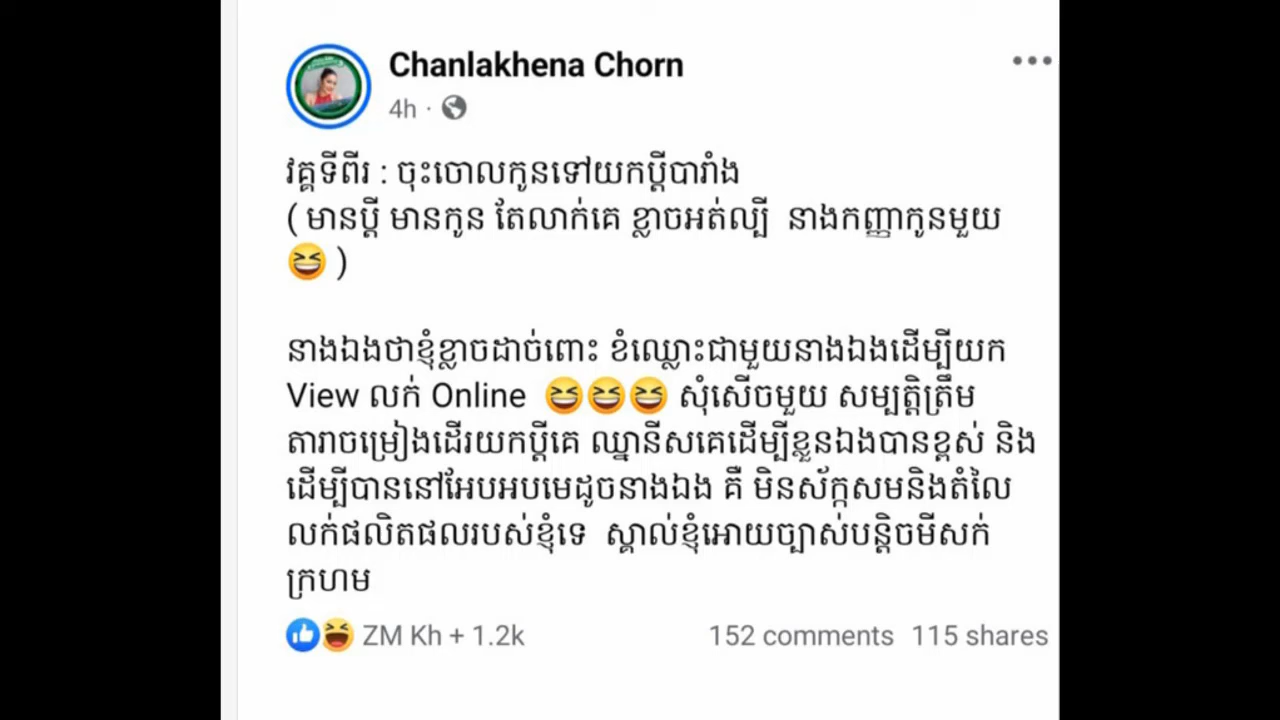 Chanlakhena Chorn
4h ·
វគ្គទីពីរ : ចុះចោលកូនទៅយកប្តីបារាំង
( មានប្តី មានកូន តែលាក់គេ ខ្លាចអត់ល្បី នាងកញ្ញាកូនមួយ
😆 )
នាងឯងថាខ្ញុំខ្លាចដាច់ពោះ ខំឈ្លោះជាមួយនាងឯងដើម្បីយក
View លក់ Online 😆😆😆 សុំសើចមួយ សម្បត្តិត្រឹម
តារាចម្រៀងដើរយកប្តីគេ ឈ្នានីសគេដើម្បីខ្លួនឯងបានខ្ពស់ និង
ដើម្បីបាននៅអែបអបមេដូចនាងឯង គឺ មិនស័ក្កសមនិងតំលៃ
លក់ផលិតផលរបស់ខ្ញុំទេ ស្គាល់ខ្ញុំអោយច្បាស់បន្តិចមីសក់
ក្រហម
ZM Kh + 1.2k
152 comments 115 shares